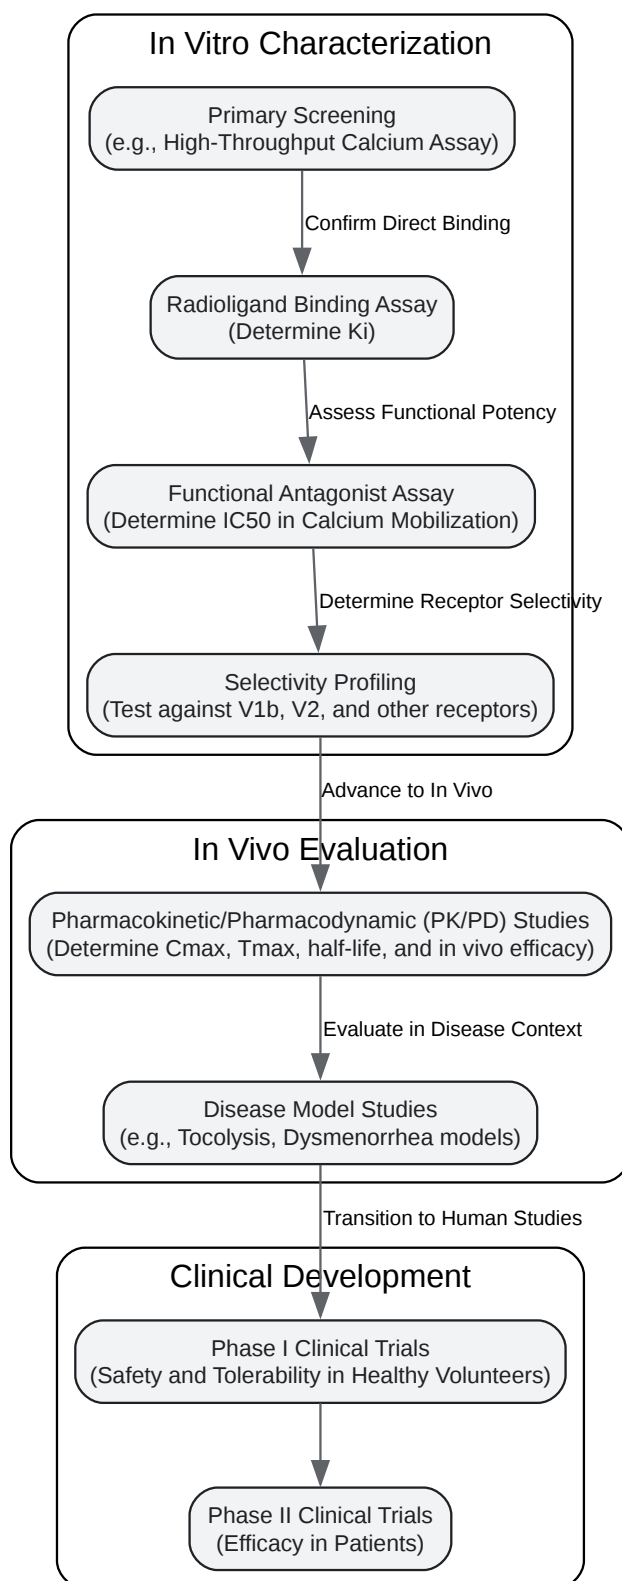 In Vitro Characterization
Primary Screening
(e.g., High-Throughput Calcium Assay)
Confirm Direct Binding
Radioligand Binding Assay
(Determine Ki)
Assess Functional Potency
Functional Antagonist Assay
(Determine IC50 in Calcium Mobilization)
Determine Receptor Selectivity
Selectivity Profiling
(Test against V1b, V2, and other receptors)
Advance to In Vivo
In Vivo Evaluation
Pharmacokinetic/Pharmacodynamic (PK/PD) Studies
(Determine Cmax, Tmax, half-life, and in vivo efficacy)
Evaluate in Disease Context
Disease Model Studies
(e.g., Tocolysis, Dysmenorrhea models)
Transition to Human Studies
Clinical Development
Phase I Clinical Trials
(Safety and Tolerability in Healthy Volunteers)
Phase II Clinical Trials
(Efficacy in Patients)